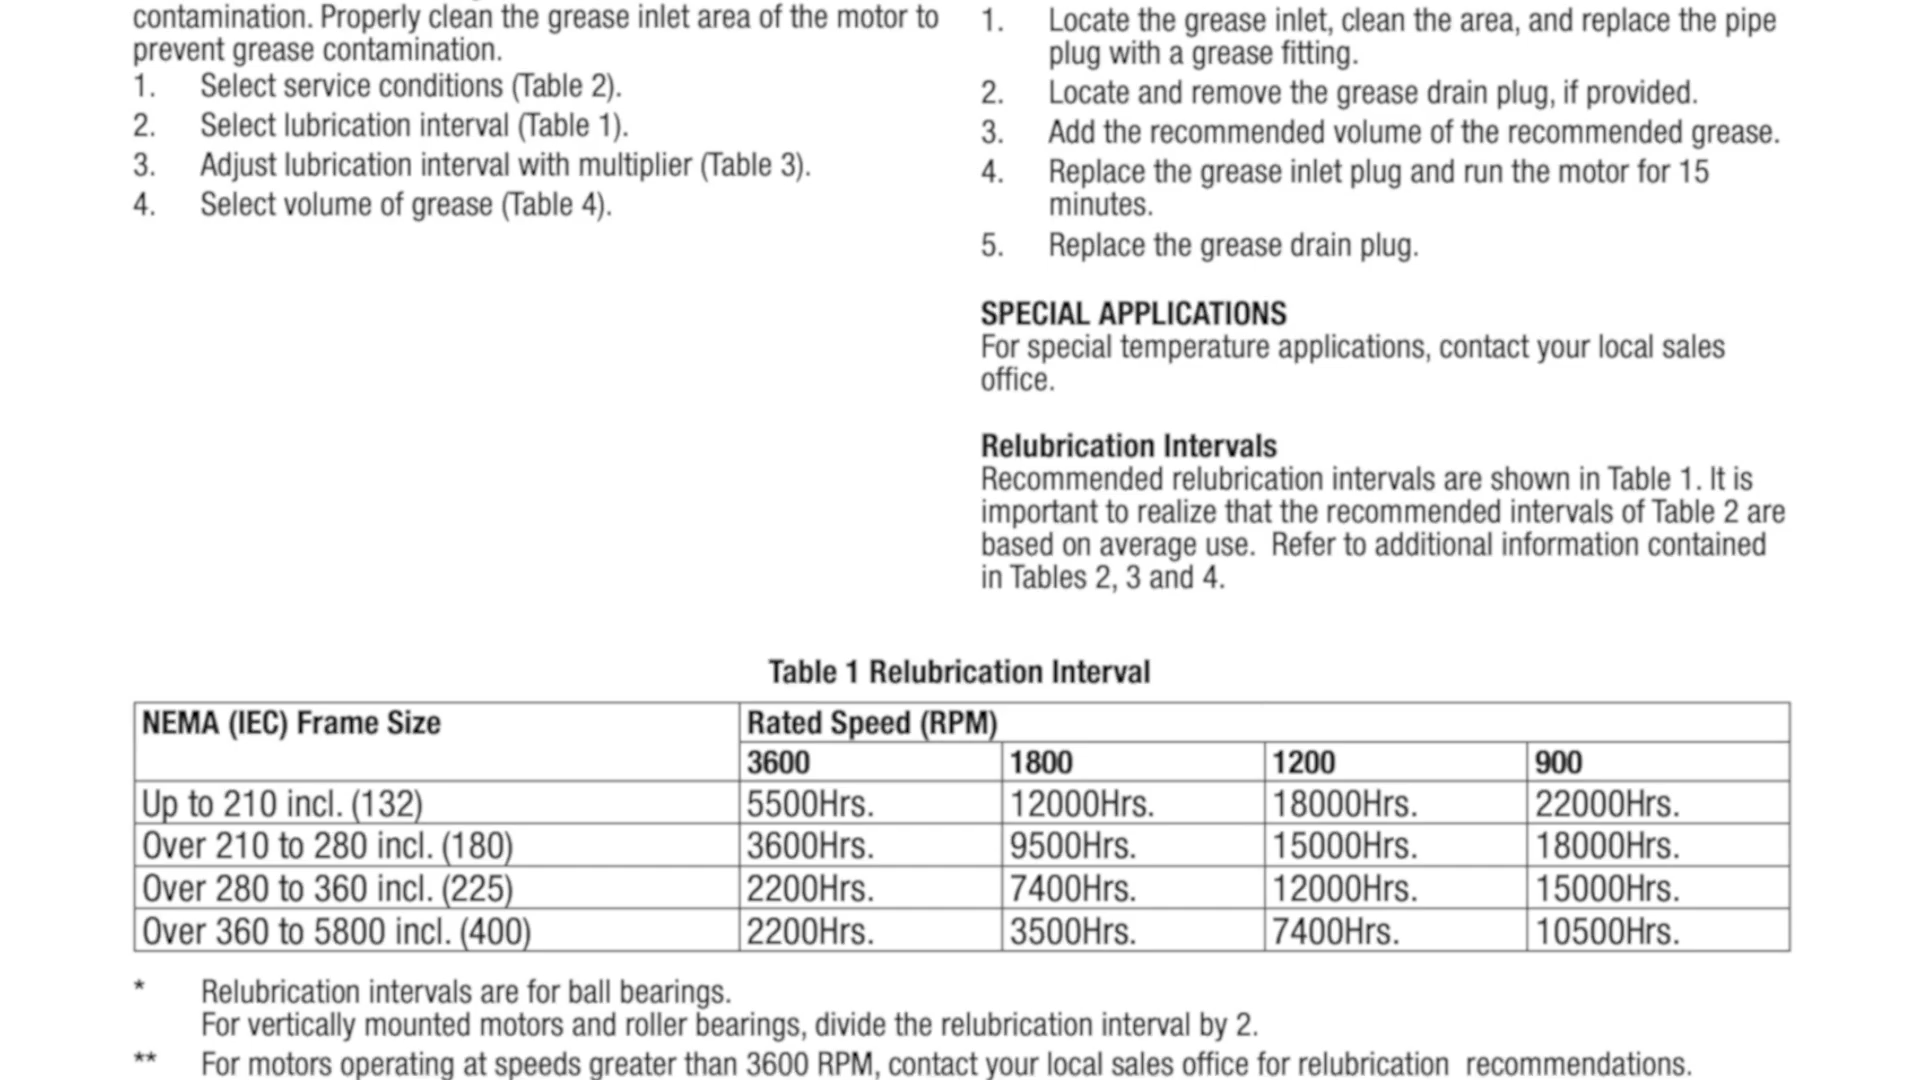 contamination. Properly clean the grease inlet area of the motor to
prevent grease contamination.
1. Select service conditions (Table 2).
2. Select lubrication interval (Table 1).
3. Adjust lubrication interval with multiplier (Table 3).
4. Select volume of grease (Table 4).
1. Locate the grease inlet, clean the area, and replace the pipe
plug with a grease fitting.
2. Locate and remove the grease drain plug, if provided.
3. Add the recommended volume of the recommended grease.
4. Replace the grease inlet plug and run the motor for 15
minutes.
5. Replace the grease drain plug.
SPECIAL APPLICATIONS
For special temperature applications, contact your local sales
office.
Relubrication Intervals
Recommended relubrication intervals are shown in Table 1. It is
important to realize that the recommended intervals of Table 2 are
based on average use. Refer to additional information contained
in Tables 2, 3 and 4.
Table 1 Relubrication Interval
NEMA (IEC) Frame Size Rated Speed (RPM)
3600 1800 1200 900
Up to 210 incl. (132) 5500Hrs. 12000Hrs. 18000Hrs. 22000Hrs.
Over 210 to 280 incl. (180) 3600Hrs. 9500Hrs. 15000Hrs. 18000Hrs.
Over 280 to 360 incl. (225) 2200Hrs. 7400Hrs. 12000Hrs. 15000Hrs.
Over 360 to 5800 incl. (400) 2200Hrs. 3500Hrs. 7400Hrs. 10500Hrs.
* Relubrication intervals are for ball bearings.
For vertically mounted motors and roller bearings, divide the relubrication interval by 2.
** For motors operating at speeds greater than 3600 RPM, contact your local sales office for relubrication recommendations.